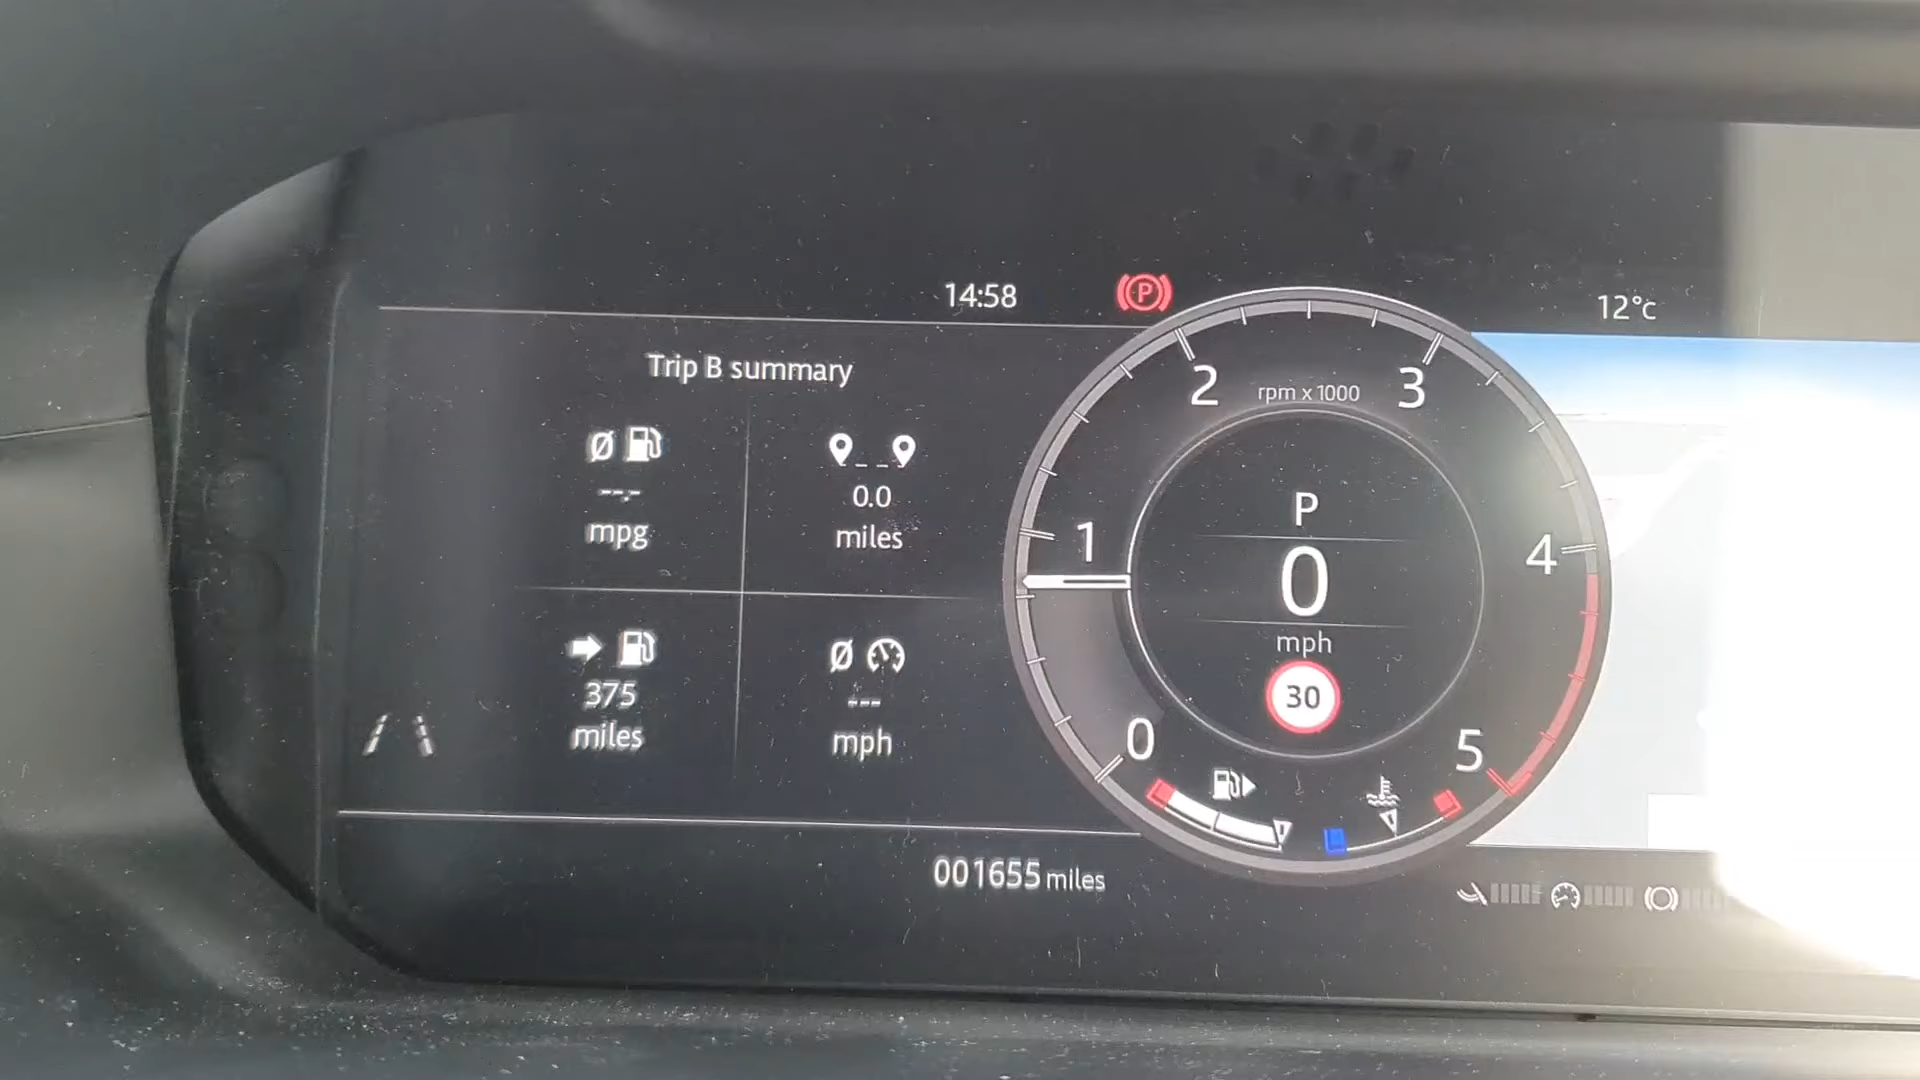 14:58
P
12°c
Trip B summary
--.-
mpg
0.0
miles
375
miles
---
mph
0
1
2
3
4
5
rpm x 1000
P
0
mph
30
001655 miles